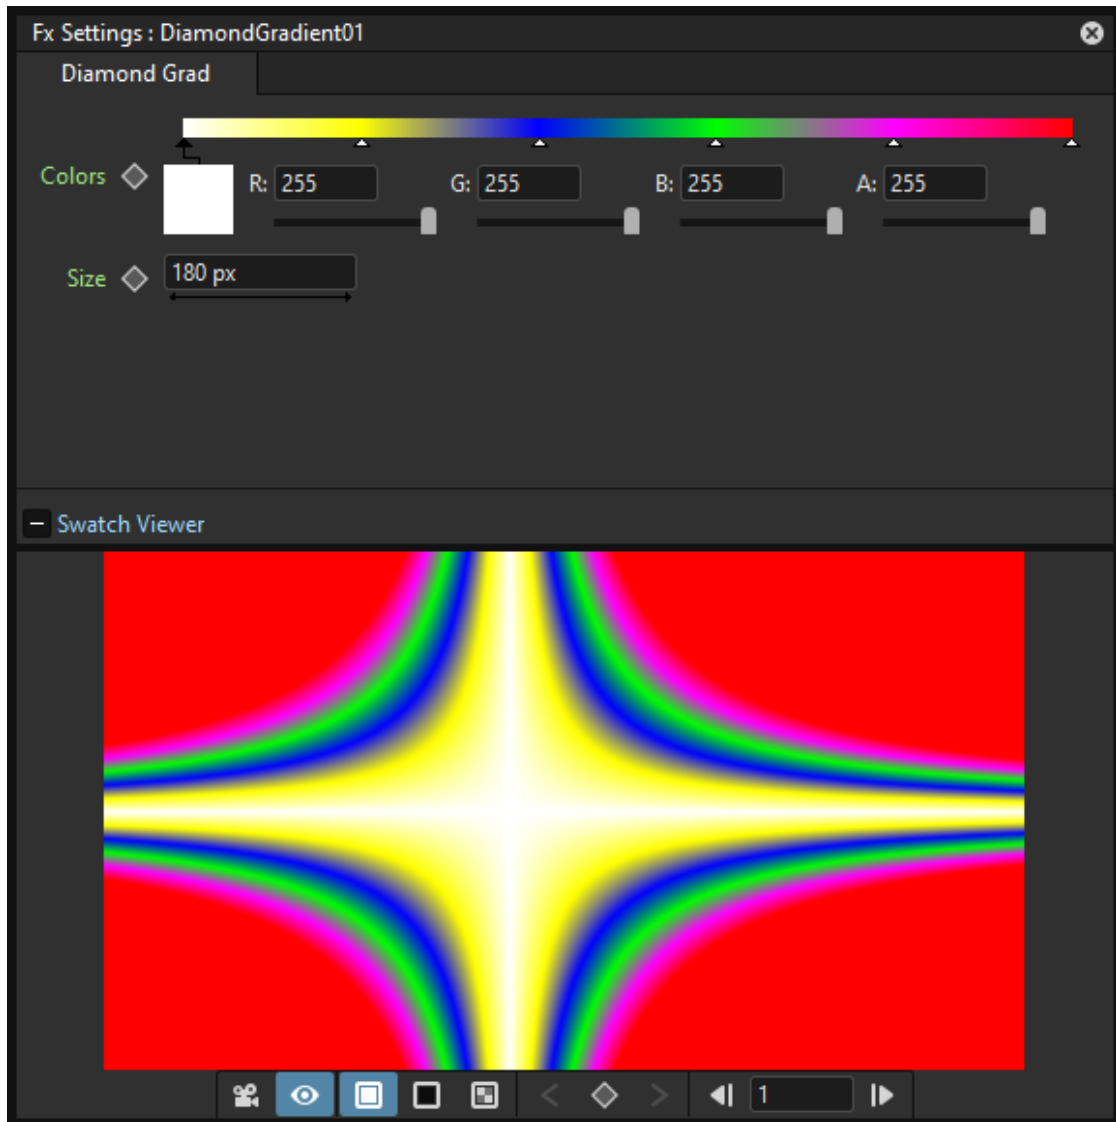 Fx Settings : DiamondGradient01
Diamond Grad
Colors R: 255 G: 255 B: 255 A: 255
Size 180 px
Swatch Viewer
1